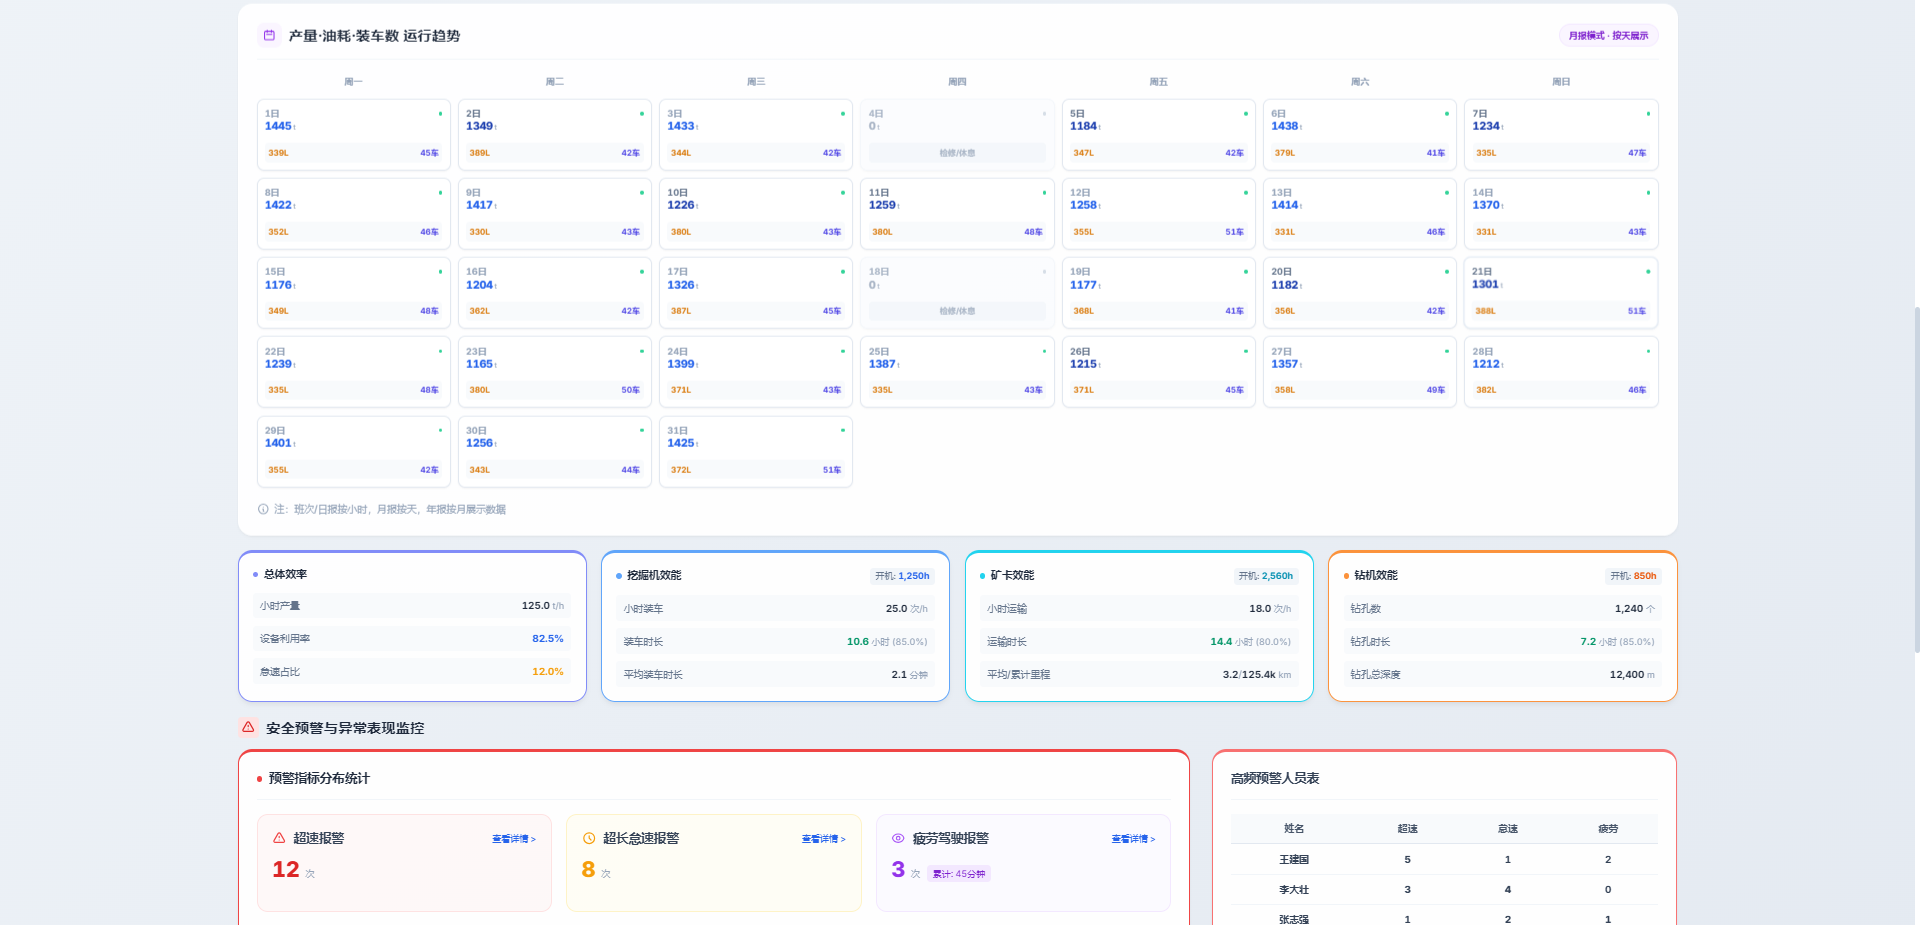 产量·油耗·装车数 运行趋势
月报模式 · 按天展示
周一 周二 周三 周四 周五 周六 周日
1日 2日 3日 4日 5日 6日 7日
1445 t 1349 t 1433 t 0 t 1184 t 1438 t 1234 t
339L 45车 389L 42车 344L 42车 检修/休息 347L 42车 379L 41车 335L 47车
8日 9日 10日 11日 12日 13日 14日
1422 t 1417 t 1226 t 1259 t 1258 t 1414 t 1370 t
352L 46车 330L 43车 380L 43车 380L 48车 355L 51车 331L 46车 331L 43车
15日 16日 17日 18日 19日 20日 21日
1176 t 1204 t 1326 t 0 t 1177 t 1182 t 1301 t
349L 48车 362L 42车 387L 45车 检修/休息 368L 41车 356L 42车 388L 51车
22日 23日 24日 25日 26日 27日 28日
1239 t 1165 t 1399 t 1387 t 1215 t 1357 t 1212 t
335L 48车 380L 50车 371L 43车 335L 43车 371L 45车 358L 49车 382L 46车
29日 30日 31日
1401 t 1256 t 1425 t
355L 42车 343L 44车 372L 51车
注：班次/日报按小时，月报按天，年报按月展示数据
总体效率
小时产量 125.0 t/h
设备利用率 82.5%
怠速占比 12.0%
挖掘机效能 开机: 1,250h
小时装车 25.0 次/h
装车时长 10.6 小时 (85.0%)
平均装车时长 2.1 分钟
矿卡效能 开机: 2,560h
小时运输 18.0 次/h
运输时长 14.4 小时 (80.0%)
平均/累计里程 3.2/125.4k km
钻机效能 开机: 850h
钻孔数 1,240 个
钻孔时长 7.2 小时 (85.0%)
钻孔总深度 12,400 m
安全预警与异常表现监控
预警指标分布统计
超速报警 查看详情 >
12 次
超长怠速报警 查看详情 >
8 次
疲劳驾驶报警 查看详情 >
3 次 累计: 45分钟
高频预警人员表
姓名 超速 怠速 疲劳
王建国 5 1 2
李大壮 3 4 0
张志强 1 2 1